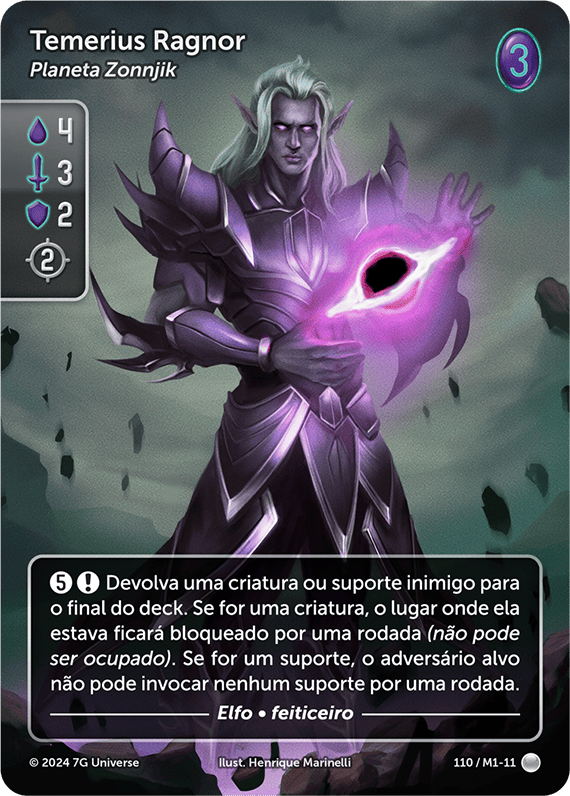 Temerius Ragnor
Planeta Zonnjik
3
4
3
2
2
5 ! Devolva uma criatura ou suporte inimigo para
o final do deck. Se for uma criatura, o lugar onde ela
estava ficará bloqueado por uma rodada (não pode
ser ocupado). Se for um suporte, o adversário alvo
não pode invocar nenhum suporte por uma rodada.
Elfo • feiticeiro
© 2024 7G Universe
Ilust. Henrique Marinelli
110 / M1-11